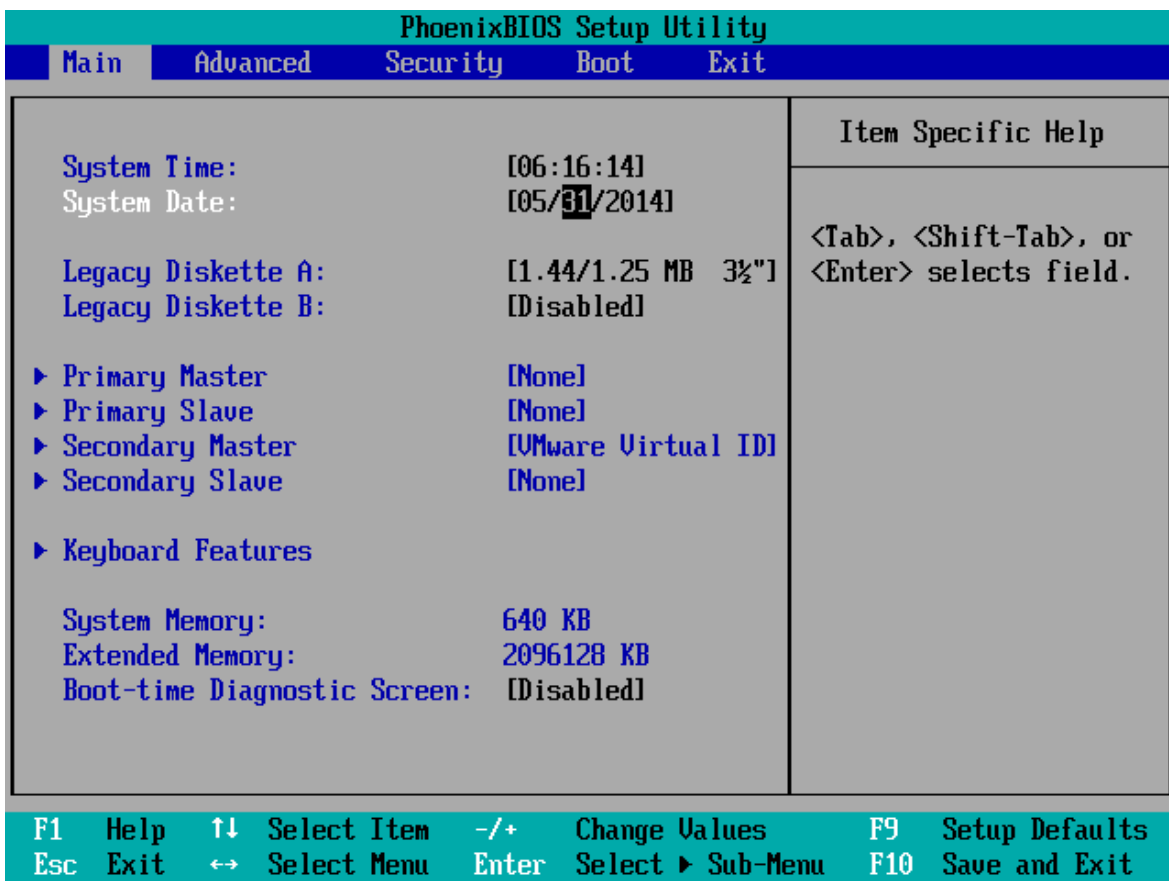 PhoenixBIOS Setup Utility
Main Advanced Security Boot Exit
Item Specific Help
System Time: [06:16:14]
System Date: [05/31/2014]
<Tab>, <Shift-Tab>, or
<Enter> selects field.
Legacy Diskette A: [1.44/1.25 MB 3½"]
Legacy Diskette B: [Disabled]
▶ Primary Master [None]
▶ Primary Slave [None]
▶ Secondary Master [VMware Virtual ID]
▶ Secondary Slave [None]
▶ Keyboard Features
System Memory: 640 KB
Extended Memory: 2096128 KB
Boot-time Diagnostic Screen: [Disabled]
F1 Help ↑↓ Select Item -/+ Change Values F9 Setup Defaults
Esc Exit ↔ Select Menu Enter Select ▶ Sub-Menu F10 Save and Exit